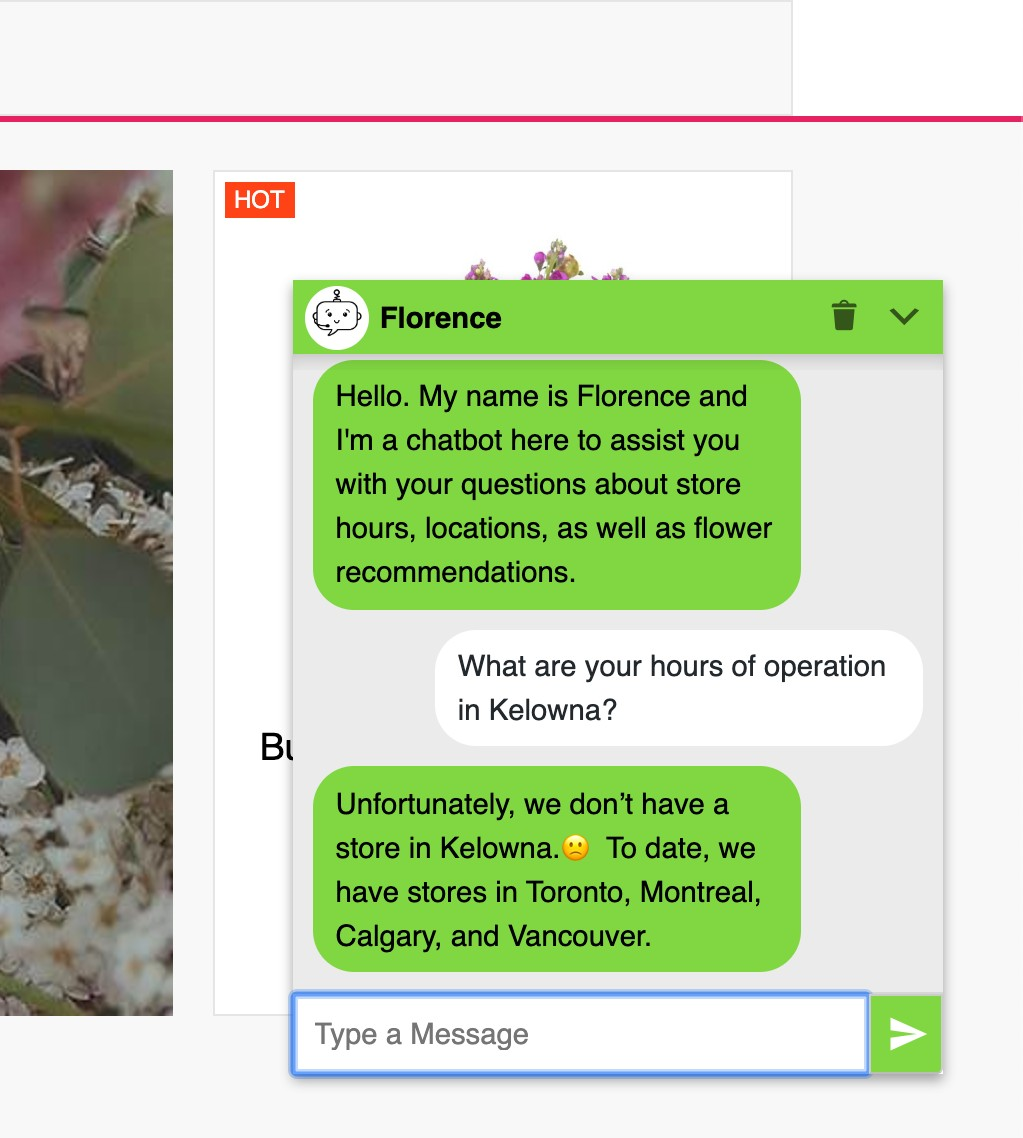 HOT
Florence
Hello. My name is Florence and
I'm a chatbot here to assist you
with your questions about store
hours, locations, as well as flower
recommendations.
What are your hours of operation
in Kelowna?
Bu
Unfortunately, we don’t have a
store in Kelowna.🙁 To date, we
have stores in Toronto, Montreal,
Calgary, and Vancouver.
Type a Message